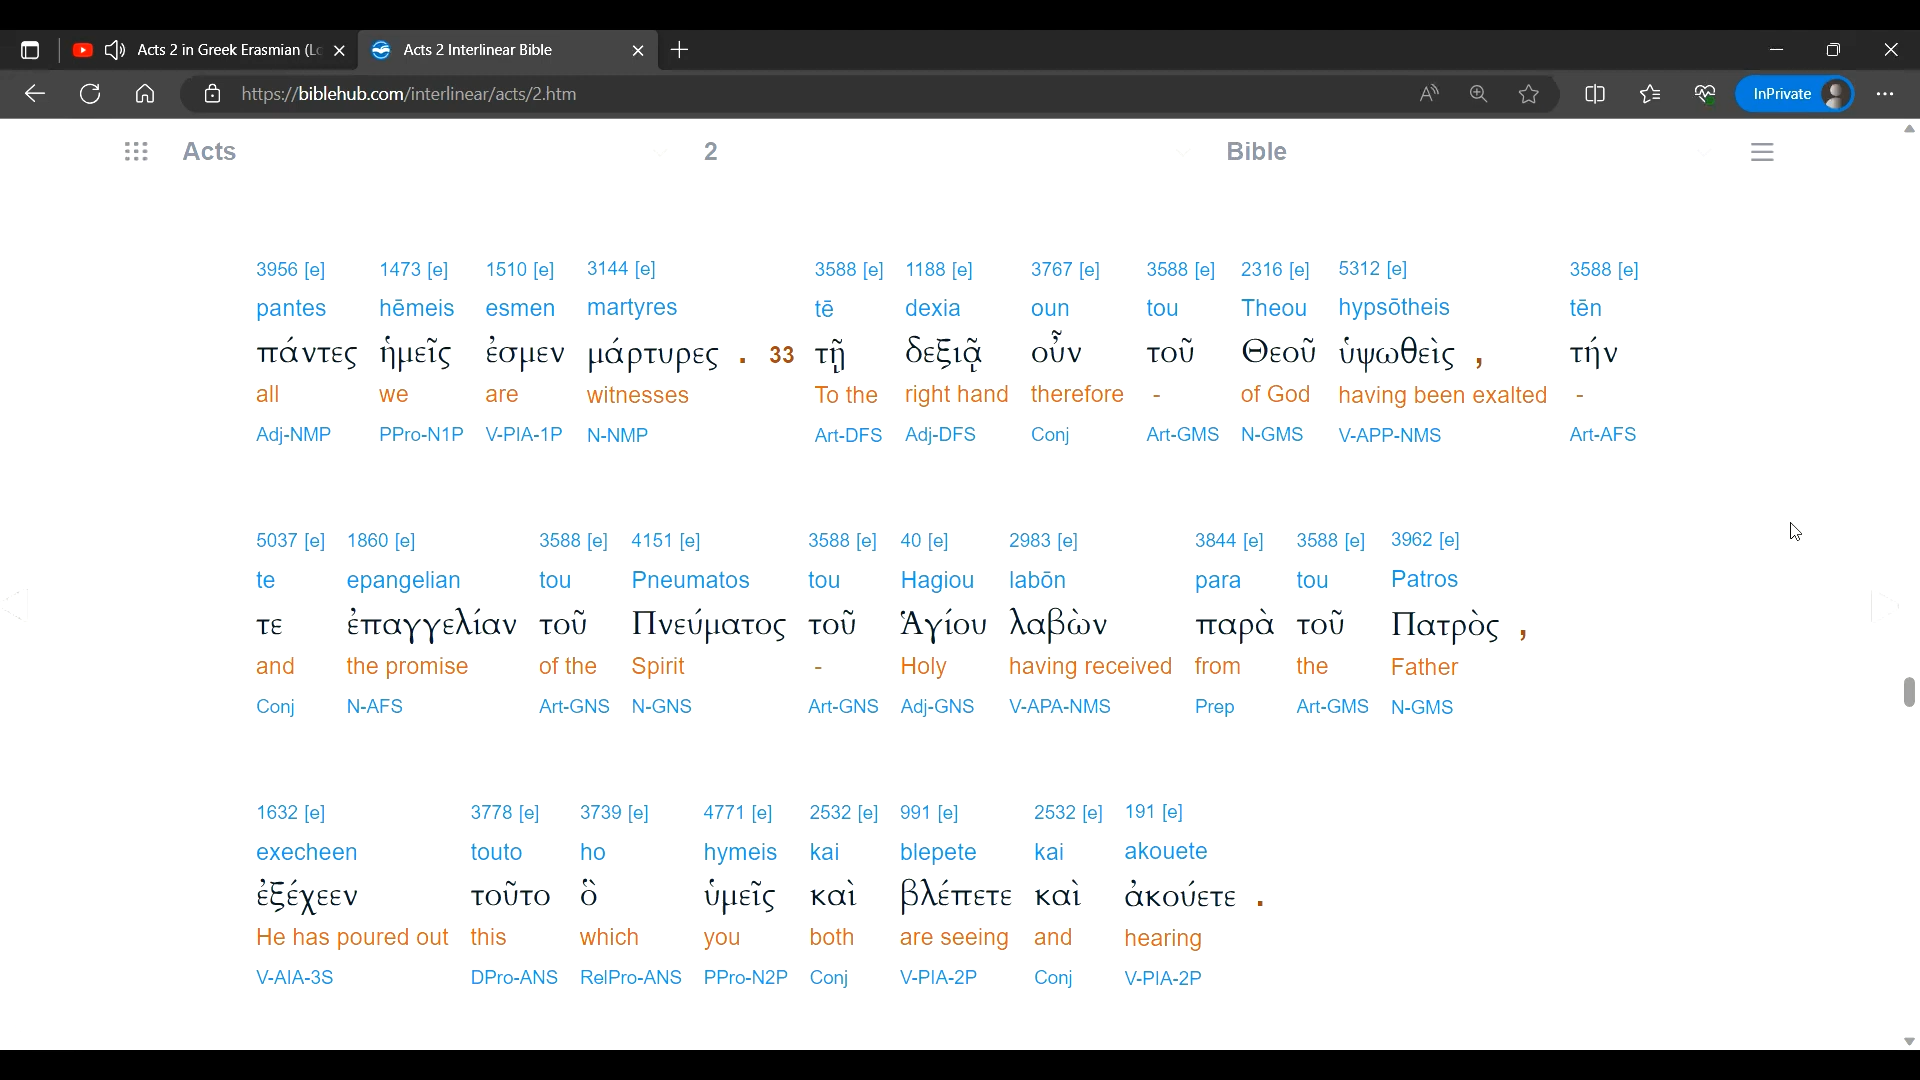 Acts 2 in Greek Erasmian (Lo
Acts 2 Interlinear Bible
https://biblehub.com/interlinear/acts/2.htm
InPrivate
Acts 2 Bible
3956 [e] 1473 [e] 1510 [e] 3144 [e] 3588 [e] 1188 [e] 3767 [e] 3588 [e] 2316 [e] 5312 [e] 3588 [e]
pantes hēmeis esmen martyres tē dexia oun tou Theou hypsōtheis tēn
πάντες ἡμεῖς ἐσμεν μάρτυρες . 33 τῇ δεξιᾷ οὖν τοῦ Θεοῦ ὑψωθεὶς , τήν
all we are witnesses To the right hand therefore - of God having been exalted -
Adj-NMP PPro-N1P V-PIA-1P N-NMP Art-DFS Adj-DFS Conj Art-GMS N-GMS V-APP-NMS Art-AFS
5037 [e] 1860 [e] 3588 [e] 4151 [e] 3588 [e] 40 [e] 2983 [e] 3844 [e] 3588 [e] 3962 [e]
te epangelian tou Pneumatos tou Hagiou labōn para tou Patros
τε ἐπαγγελίαν τοῦ Πνεύματος τοῦ Ἁγίου λαβὼν παρὰ τοῦ Πατρὸς ,
and the promise of the Spirit - Holy having received from the Father
Conj N-AFS Art-GNS N-GNS Art-GNS Adj-GNS V-APA-NMS Prep Art-GMS N-GMS
1632 [e] 3778 [e] 3739 [e] 4771 [e] 2532 [e] 991 [e] 2532 [e] 191 [e]
execheen touto ho hymeis kai blepete kai akouete
ἐξέχεεν τοῦτο ὃ ὑμεῖς καὶ βλέπετε καὶ ἀκούετε .
He has poured out this which you both are seeing and hearing
V-AIA-3S DPro-ANS RelPro-ANS PPro-N2P Conj V-PIA-2P Conj V-PIA-2P